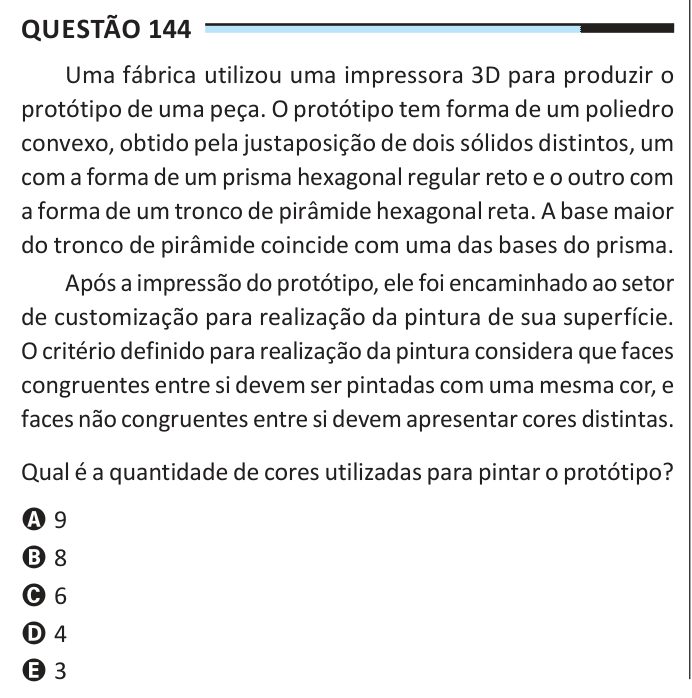 QUESTÃO 144
Uma fábrica utilizou uma impressora 3D para produzir o
protótipo de uma peça. O protótipo tem forma de um poliedro
convexo, obtido pela justaposição de dois sólidos distintos, um
com a forma de um prisma hexagonal regular reto e o outro com
a forma de um tronco de pirâmide hexagonal reta. A base maior
do tronco de pirâmide coincide com uma das bases do prisma.
Após a impressão do protótipo, ele foi encaminhado ao setor
de customização para realização da pintura de sua superfície.
O critério definido para realização da pintura considera que faces
congruentes entre si devem ser pintadas com uma mesma cor, e
faces não congruentes entre si devem apresentar cores distintas.
Qual é a quantidade de cores utilizadas para pintar o protótipo?
A 9
B 8
C 6
D 4
E 3